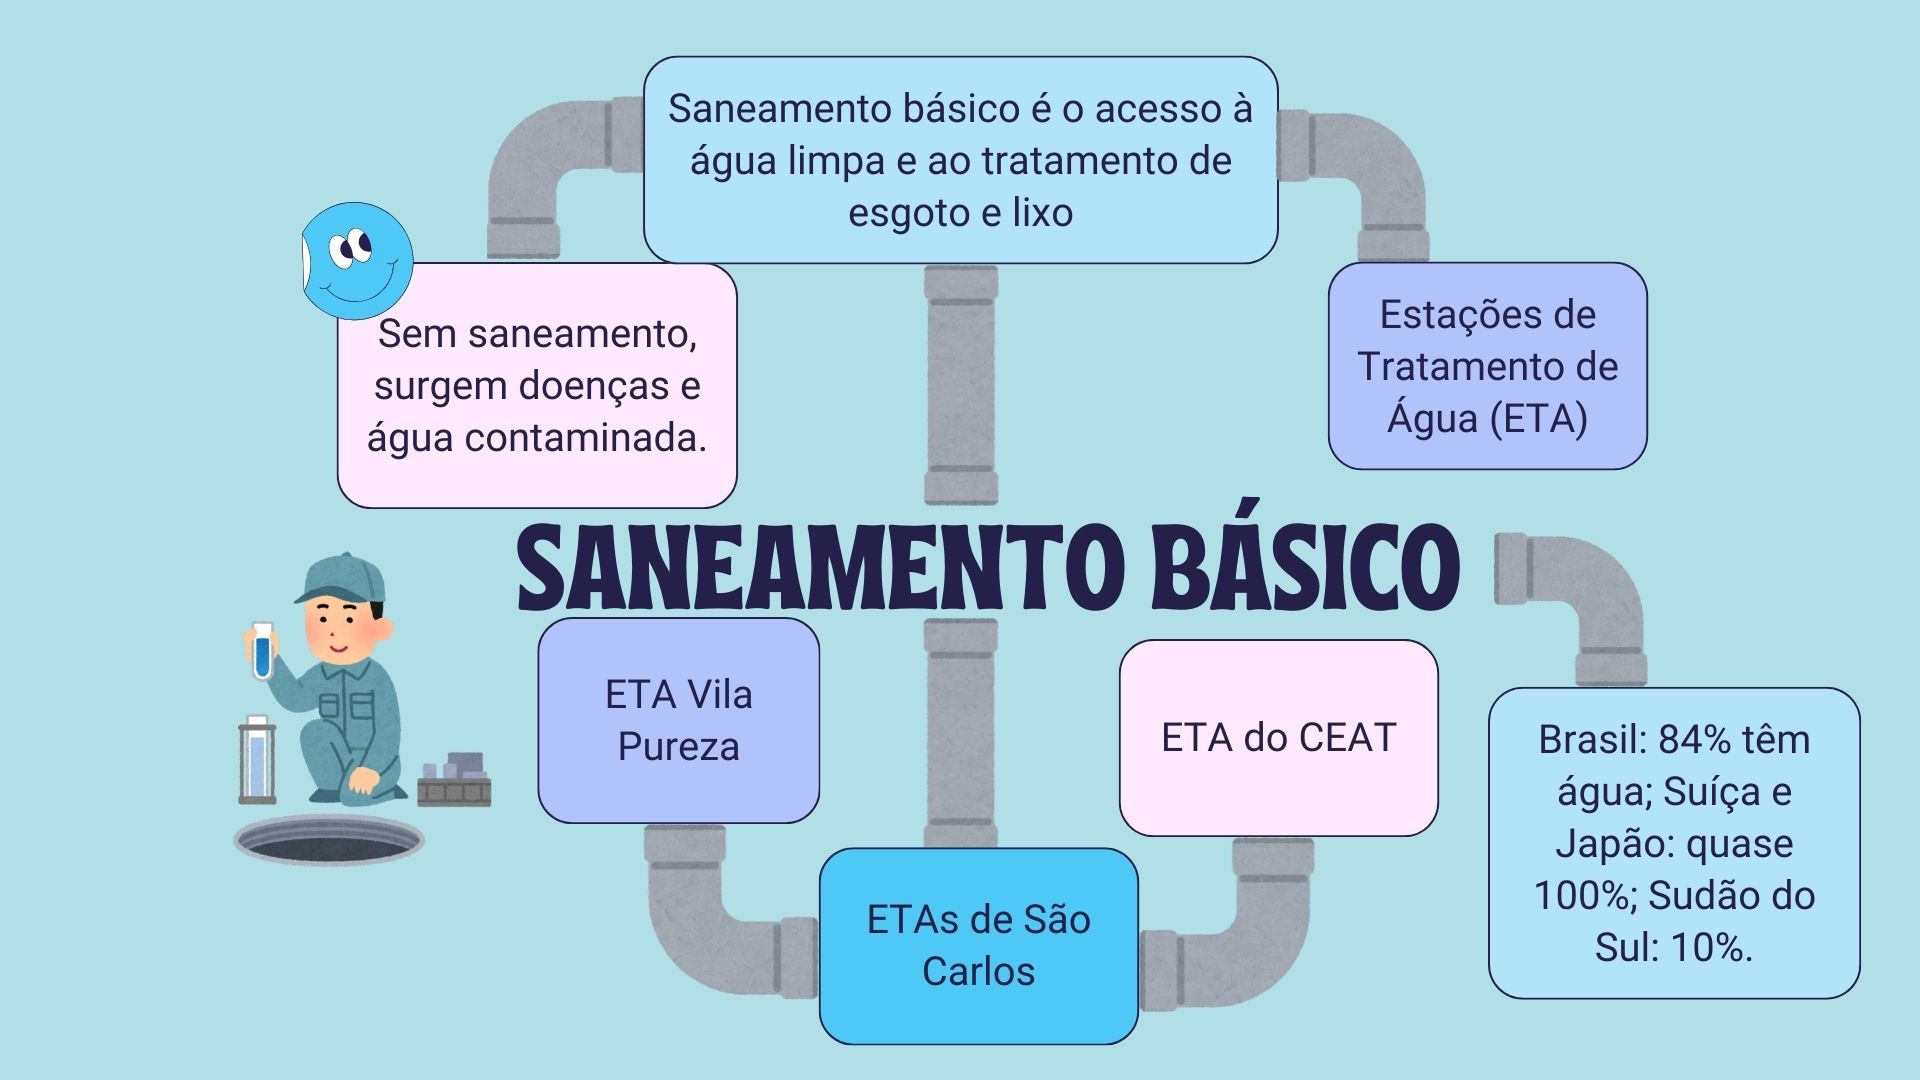 Saneamento básico é o acesso à
água limpa e ao tratamento de
esgoto e lixo
Sem saneamento,
surgem doenças e
água contaminada.
Estações de
Tratamento de
Água (ETA)
SANEAMENTO BÁSICO
ETA Vila
Pureza
ETA do CEAT
Brasil: 84% têm
água; Suíça e
Japão: quase
100%; Sudão do
Sul: 10%.
ETAs de São
Carlos